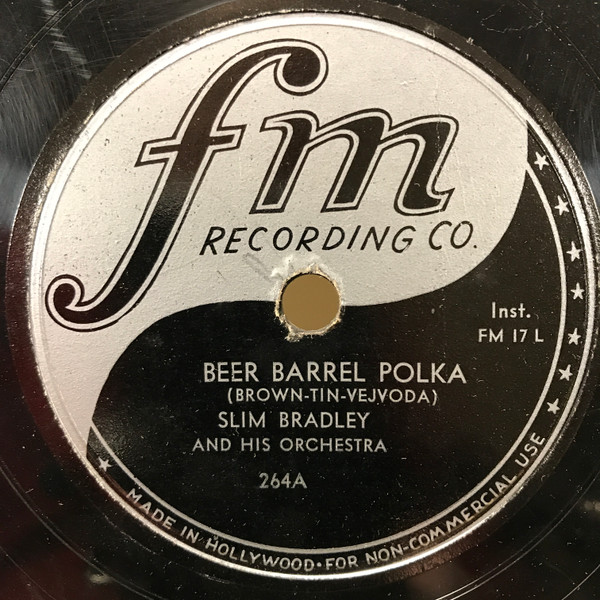 fm
RECORDING CO.
Inst.
FM 17 L
BEER BARREL POLKA
(BROWN-TIN-VEJVODA)
SLIM BRADLEY
AND HIS ORCHESTRA
264A
MADE IN HOLLYWOOD·FOR NON-COMMERCIAL USE